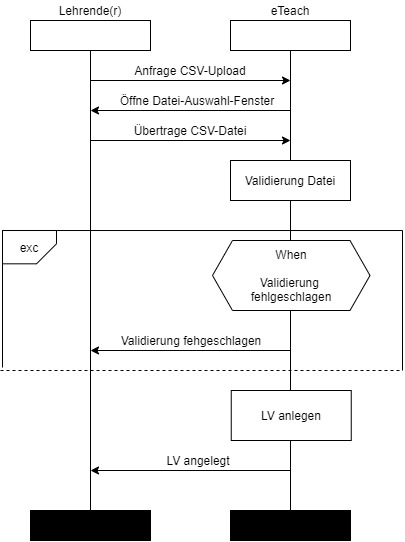 Lehrende(r)
eTeach
Anfrage CSV-Upload
Öffne Datei-Auswahl-Fenster
Übertrage CSV-Datei
Validierung Datei
exc
When
Validierung
fehlgeschlagen
Validierung fehgeschlagen
LV anlegen
LV angelegt